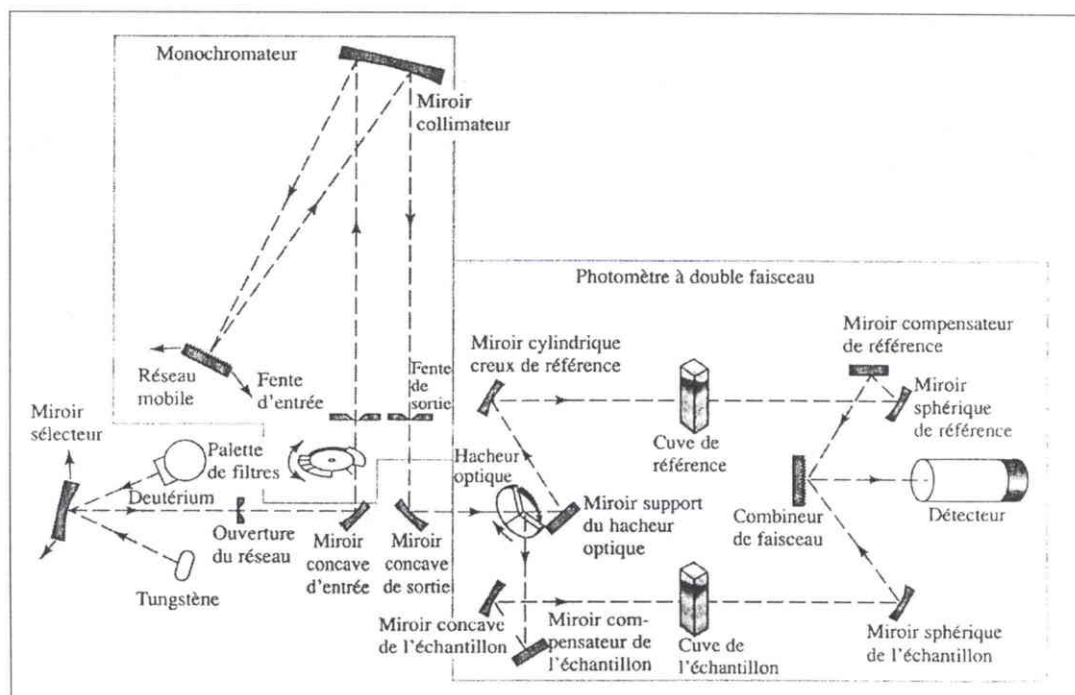 Monochromateur
Miroir
collimateur
Photomètre à double faisceau
Miroir compensateur
de référence
Miroir cylindrique
creux de référence
Fente
de
sortie
Réseau
mobile
Fente
d'entrée
Miroir
sphérique
de référence
Miroir
sélecteur
Palette
de filtres
Cuve de
référence
Hacheur
optique
Deutérium
Ouverture
du réseau
Miroir
concave
d'entrée
Miroir
concave
de sortie
Miroir support
du hacheur
optique
Combineur
de faisceau
Détecteur
Tungstène
Miroir concave
de l'échantillon
Miroir com-
pensateur de
l'échantillon
Cuve de
l'échantillon
Miroir sphérique
de l'échantillon